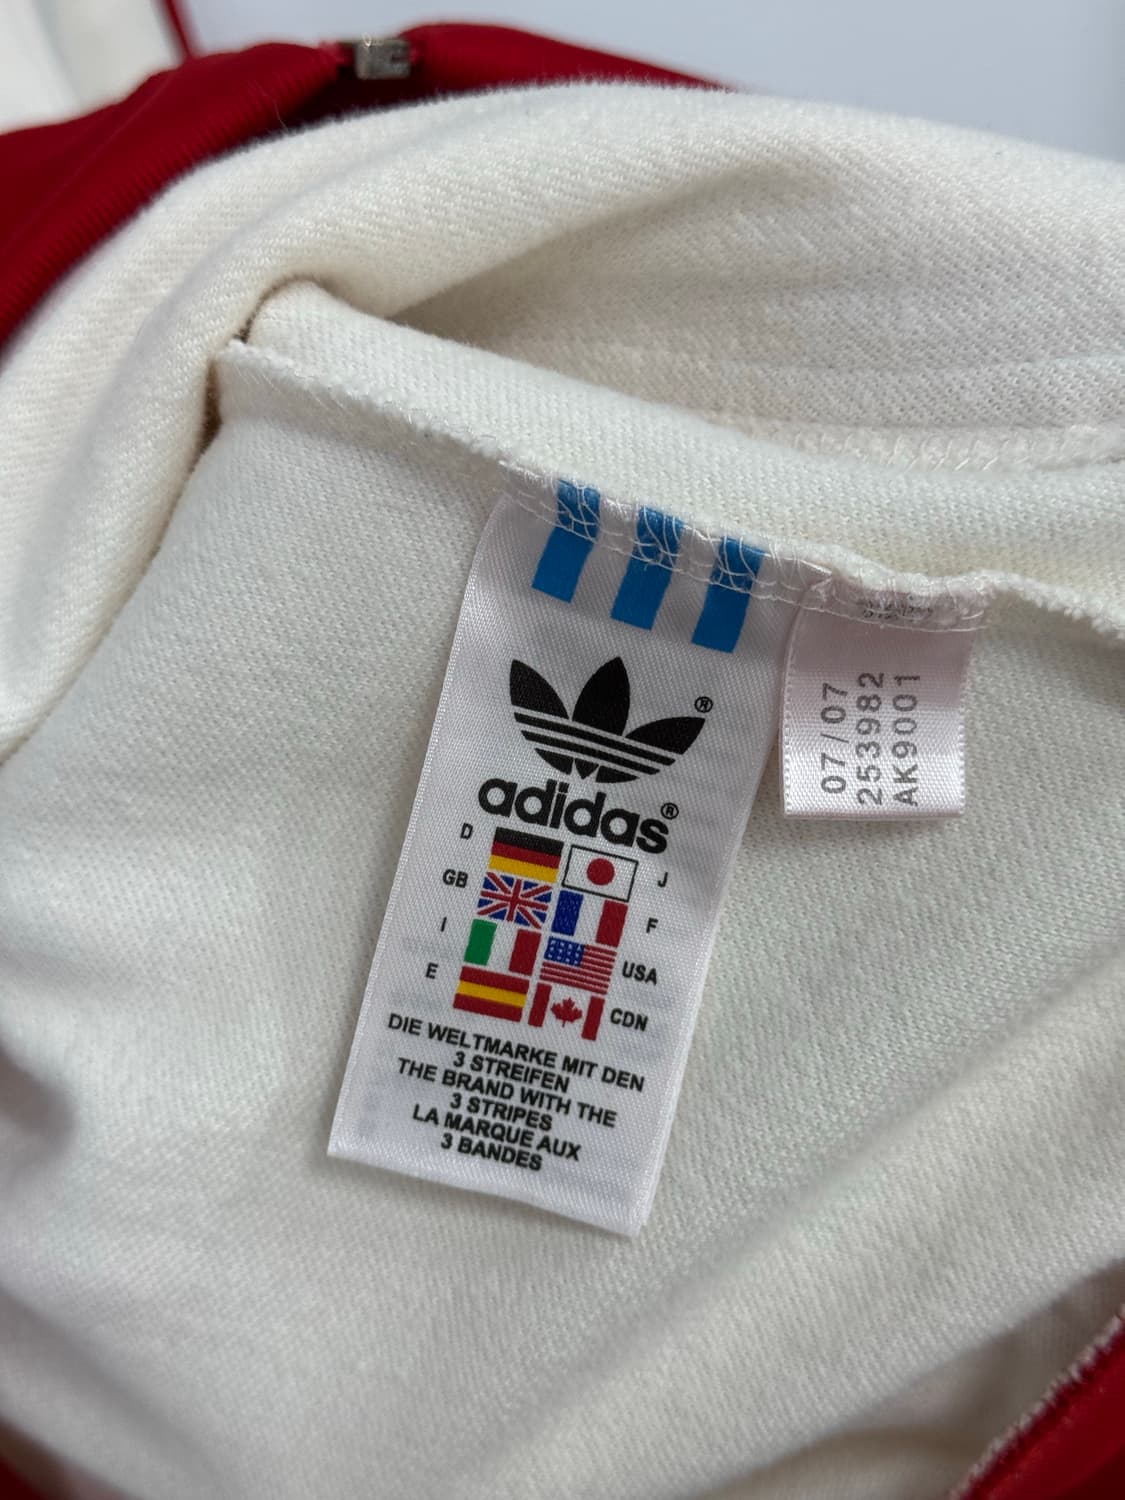 ®
adidas®
D
J
GB
F
I
USA
E
CDN
DIE WELTMARKE MIT DEN
3 STREIFEN
THE BRAND WITH THE
3 STRIPES
LA MARQUE AUX
3 BANDES
07/07
253982
AK9001